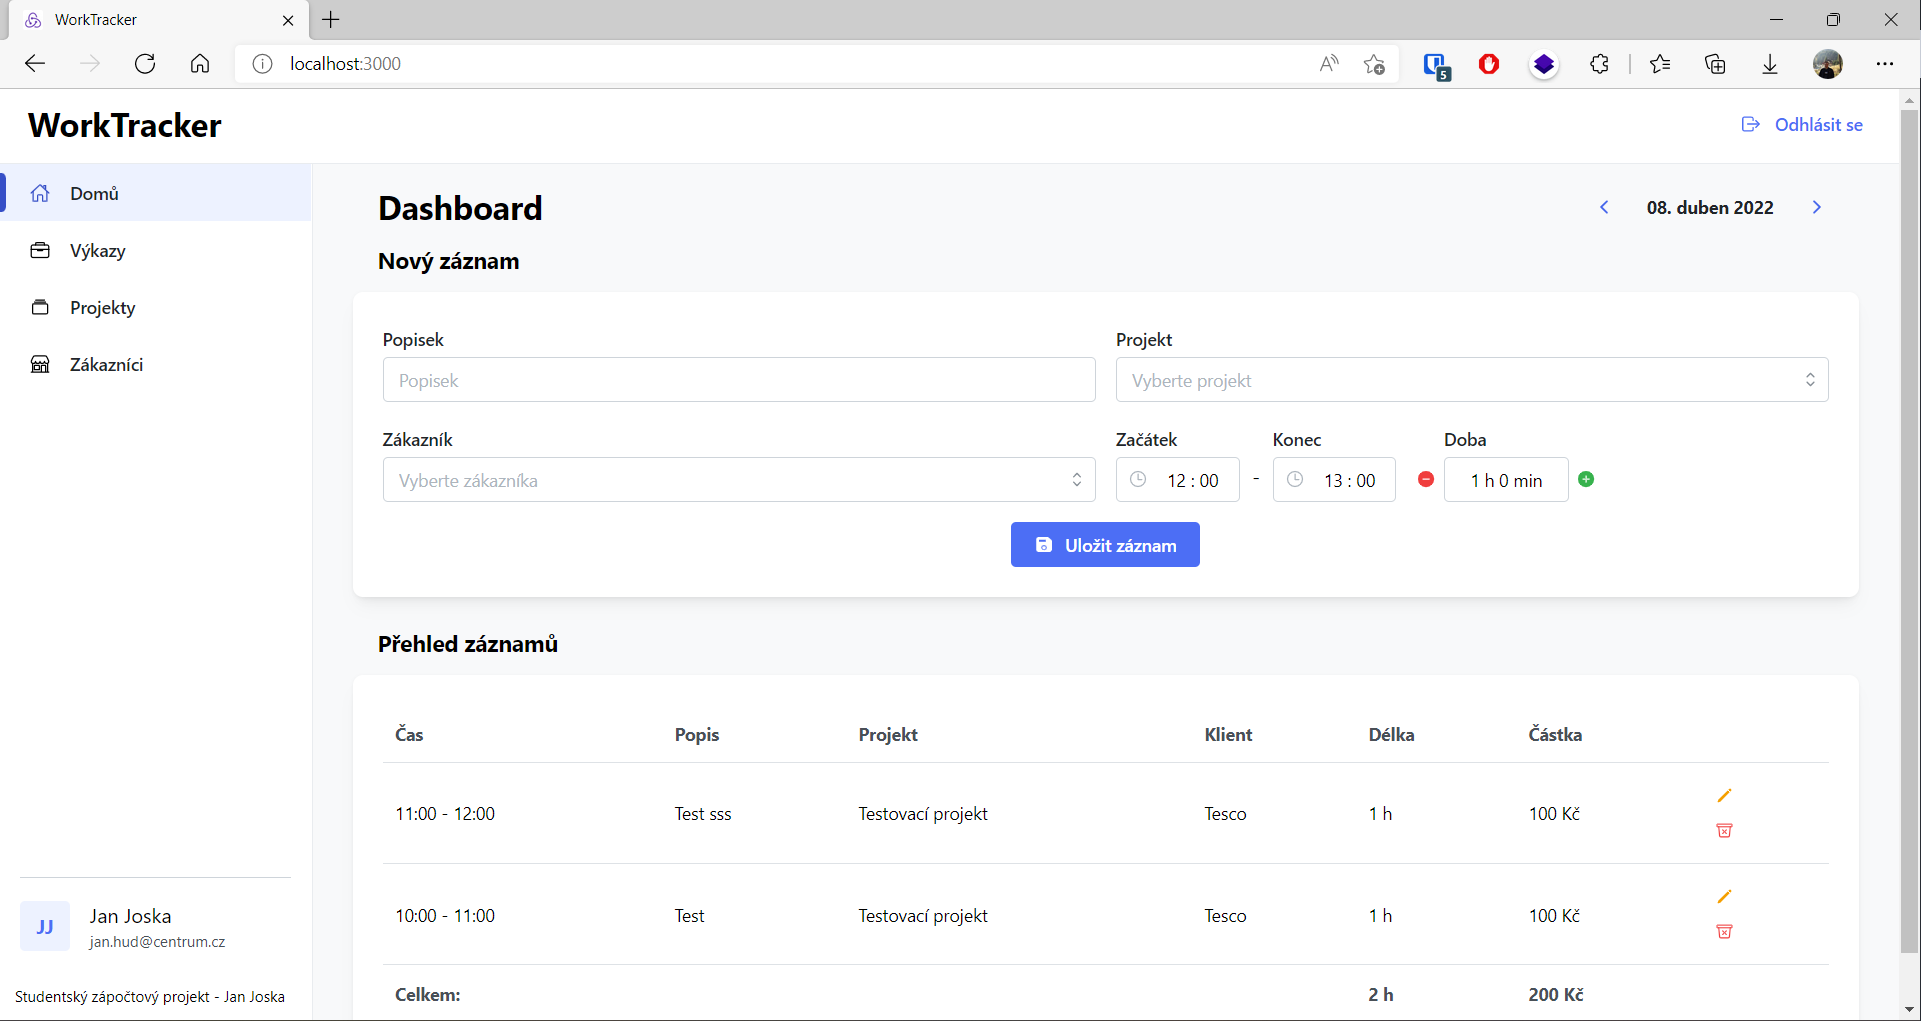 WorkTracker
localhost:3000
5
WorkTracker
Odhlásit se
Domů
Výkazy
Projekty
Zákazníci
Dashboard
08. duben 2022
Nový záznam
Popisek
Projekt
Popisek
Vyberte projekt
Zákazník
Začátek
Konec
Doba
Vyberte zákazníka
12 : 00
-
13 : 00
1 h 0 min
Uložit záznam
Přehled záznamů
Čas Popis Projekt Klient Délka Částka
11:00 - 12:00 Test sss Testovací projekt Tesco 1 h 100 Kč
10:00 - 11:00 Test Testovací projekt Tesco 1 h 100 Kč
Celkem: 2 h 200 Kč
JJ
Jan Joska
jan.hud@centrum.cz
Studentský zápočtový projekt - Jan Joska